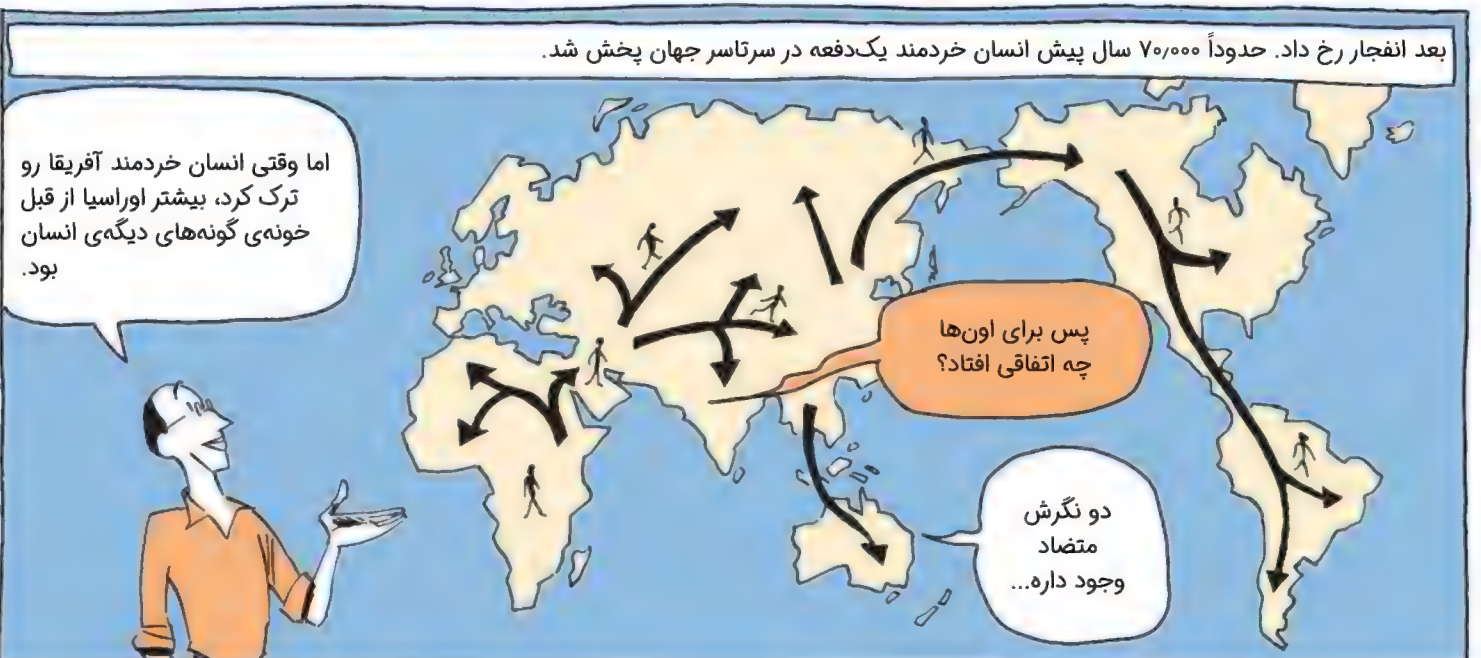 بعد انفجار رخ داد. حدوداً ۷۰٫۰۰۰ سال پیش انسان خردمند یک‌دفعه در سرتاسر جهان پخش شد.
اما وقتی انسان خردمند آفریقا رو
ترک کرد، بیشتر اوراسیا از قبل
خونه‌ی گونه‌های دیگه‌ی انسان
بود.
پس برای اون‌ها
چه اتفاقی افتاد؟
دو نگرش
متضاد
وجود داره...